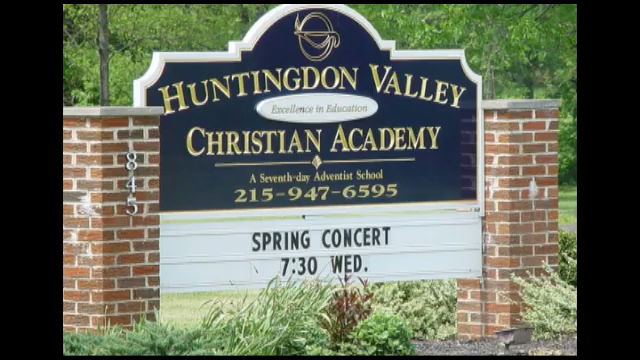 HUNTINGDON VALLEY
Excellence in Education
CHRISTIAN ACADEMY
A Seventh-day Adventist School
215-947-6595
845
SPRING CONCERT
7:30 WED.